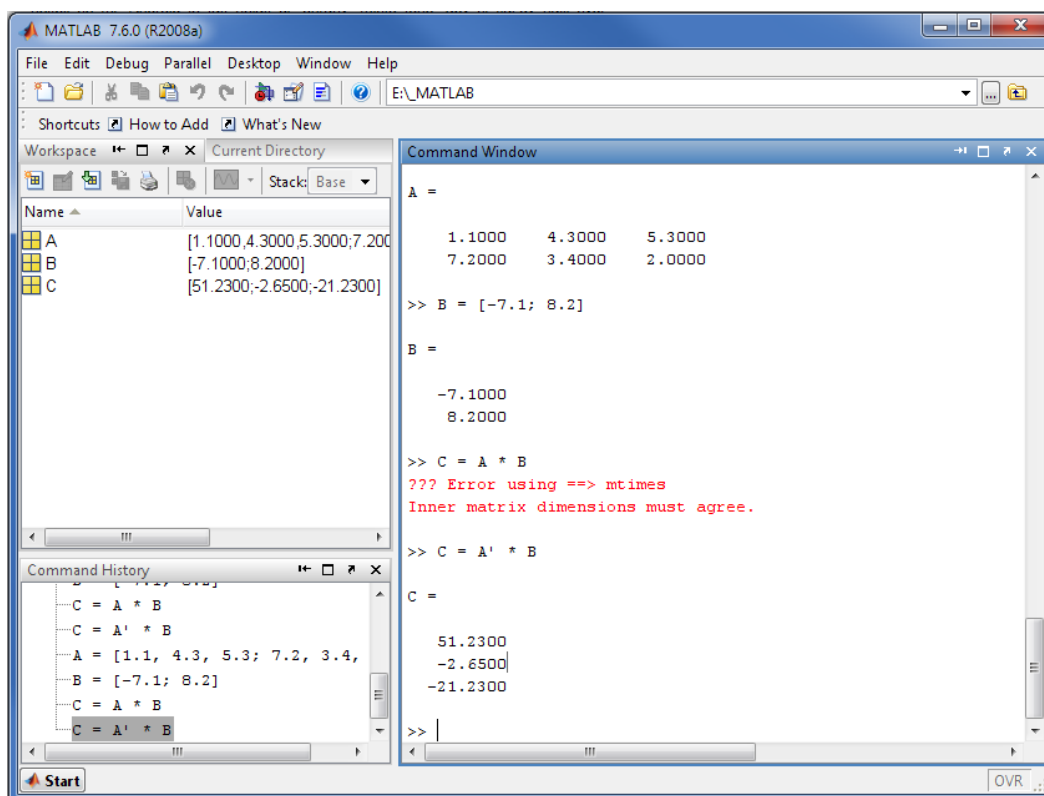 MATLAB 7.6.0 (R2008a)
File Edit Debug Parallel Desktop Window Help
E:\_MATLAB
Shortcuts How to Add What's New
Workspace Current Directory
Stack: Base
Name Value
A [1.1000,4.3000,5.3000;7.200
B [-7.1000;8.2000]
C [51.2300;-2.6500;-21.2300]
Command History
B = [-7.1; 8.2]
C = A * B
C = A' * B
A = [1.1, 4.3, 5.3; 7.2, 3.4,
B = [-7.1; 8.2]
C = A * B
C = A' * B
Command Window
A =
1.1000 4.3000 5.3000
7.2000 3.4000 2.0000
>> B = [-7.1; 8.2]
B =
-7.1000
8.2000
>> C = A * B
??? Error using ==> mtimes
Inner matrix dimensions must agree.
>> C = A' * B
C =
51.2300
-2.6500
-21.2300
>>
Start
OVR